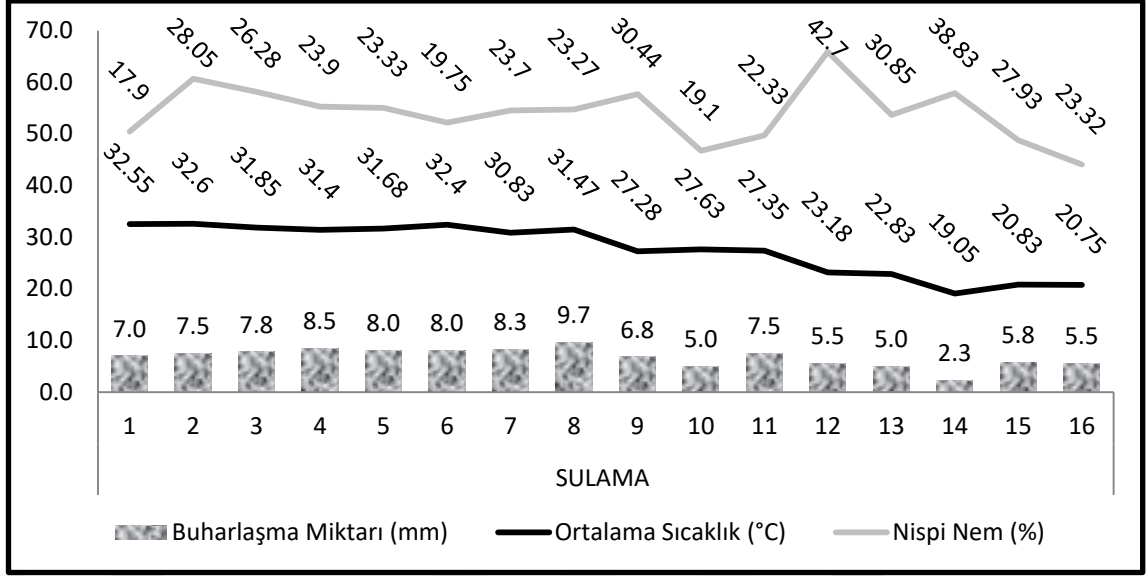 70.0
60.0
50.0
40.0
30.0
20.0
10.0
0.0
17.9 28.05 26.28 23.9 23.33 19.75 23.7 23.27 30.44 19.1 22.33 42.7 30.85 38.83 27.93 23.32
32.55 32.6 31.85 31.4 31.68 32.4 30.83 31.47 27.28 27.63 27.35 23.18 22.83 19.05 20.83 20.75
7.0 7.5 7.8 8.5 8.0 8.0 8.3 9.7 6.8 5.0 7.5 5.5 5.0 2.3 5.8 5.5
1 2 3 4 5 6 7 8 9 10 11 12 13 14 15 16
SULAMA
Buharlaşma Miktarı (mm) Ortalama Sıcaklık (°C) Nispi Nem (%)